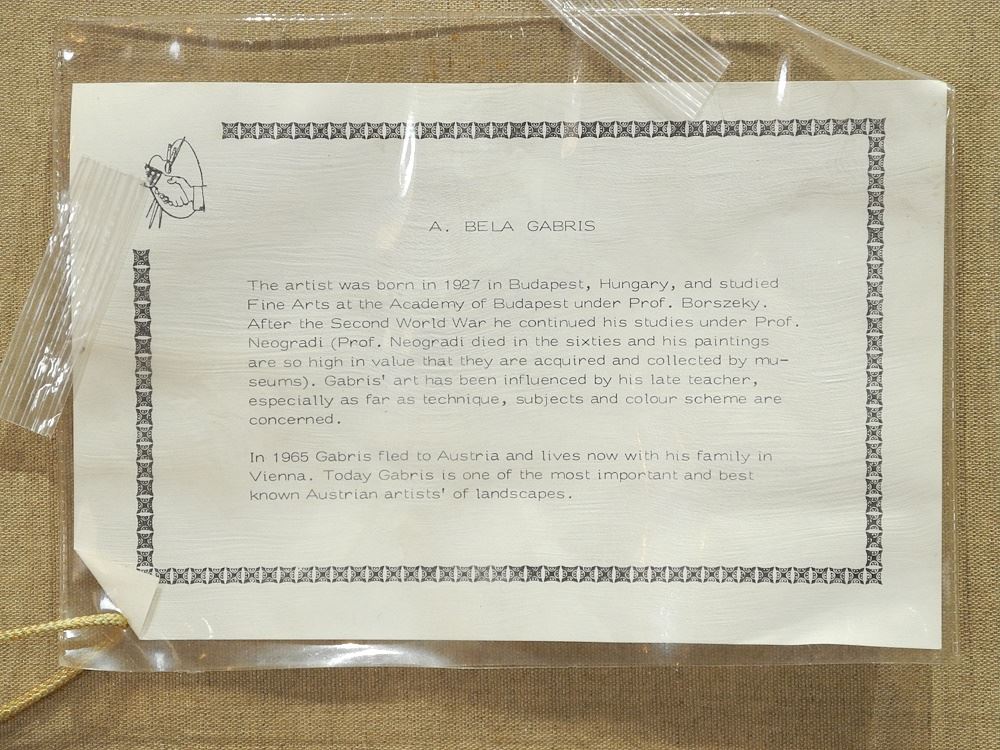 A. BELA GABRIS
The artist was born in 1927 in Budapest, Hungary, and studied
Fine Arts at the Academy of Budapest under Prof. Borszeky.
After the Second World War he continued his studies under Prof.
Neogradi (Prof. Neogradi died in the sixties and his paintings
are so high in value that they are acquired and collected by mu-
seums). Gabris' art has been influenced by his late teacher,
especially as far as technique, subjects and colour scheme are
concerned.
In 1965 Gabris fled to Austria and lives now with his family in
Vienna. Today Gabris is one of the most important and best
known Austrian artists' of landscapes.